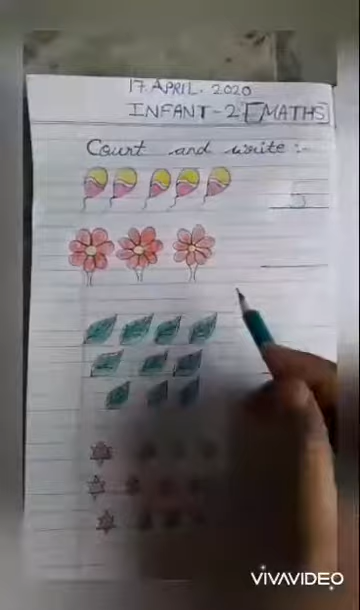 17 APRIL. 2020
INFANT-2 MATHS
Count and write :-
5
VIVAVIDEO